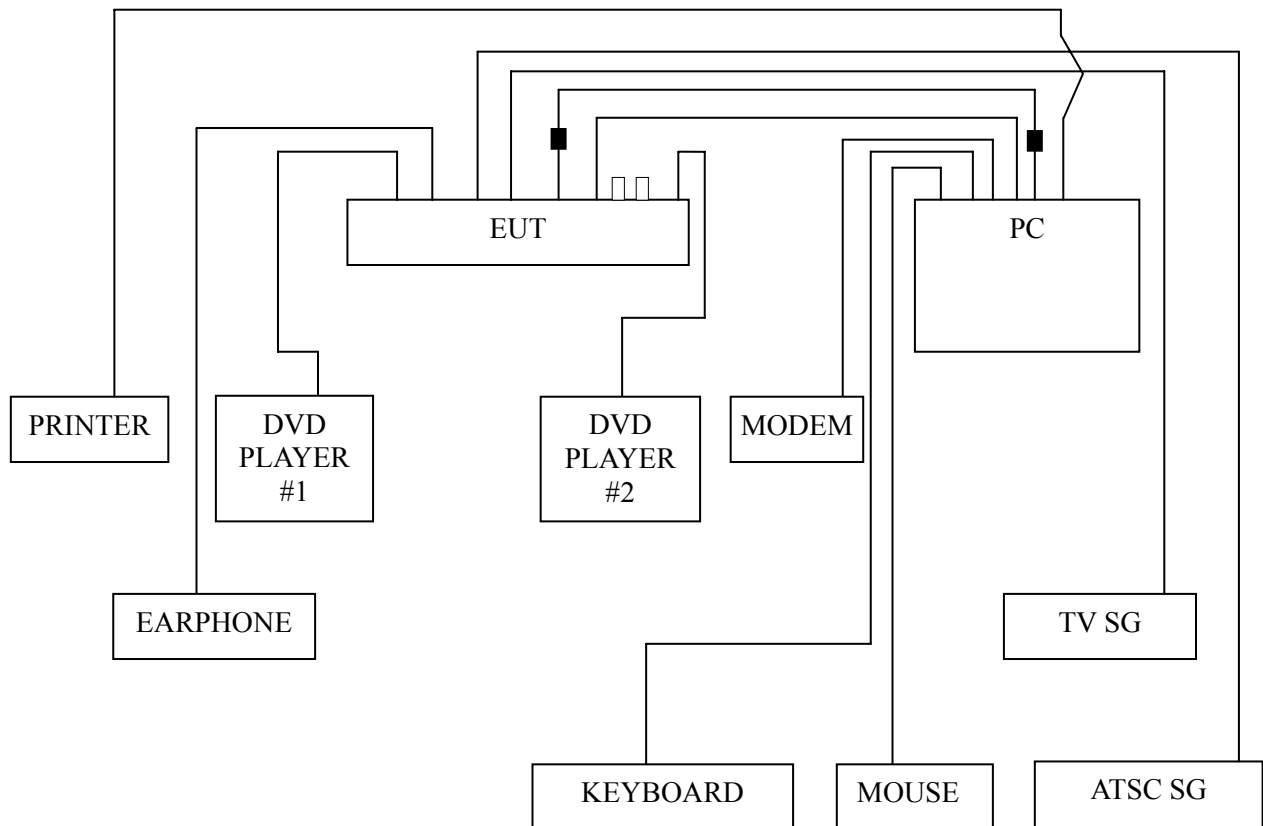 EUT
PC
PRINTER
DVD
PLAYER
#1
DVD
PLAYER
#2
MODEM
EARPHONE
TV SG
KEYBOARD
MOUSE
ATSC SG